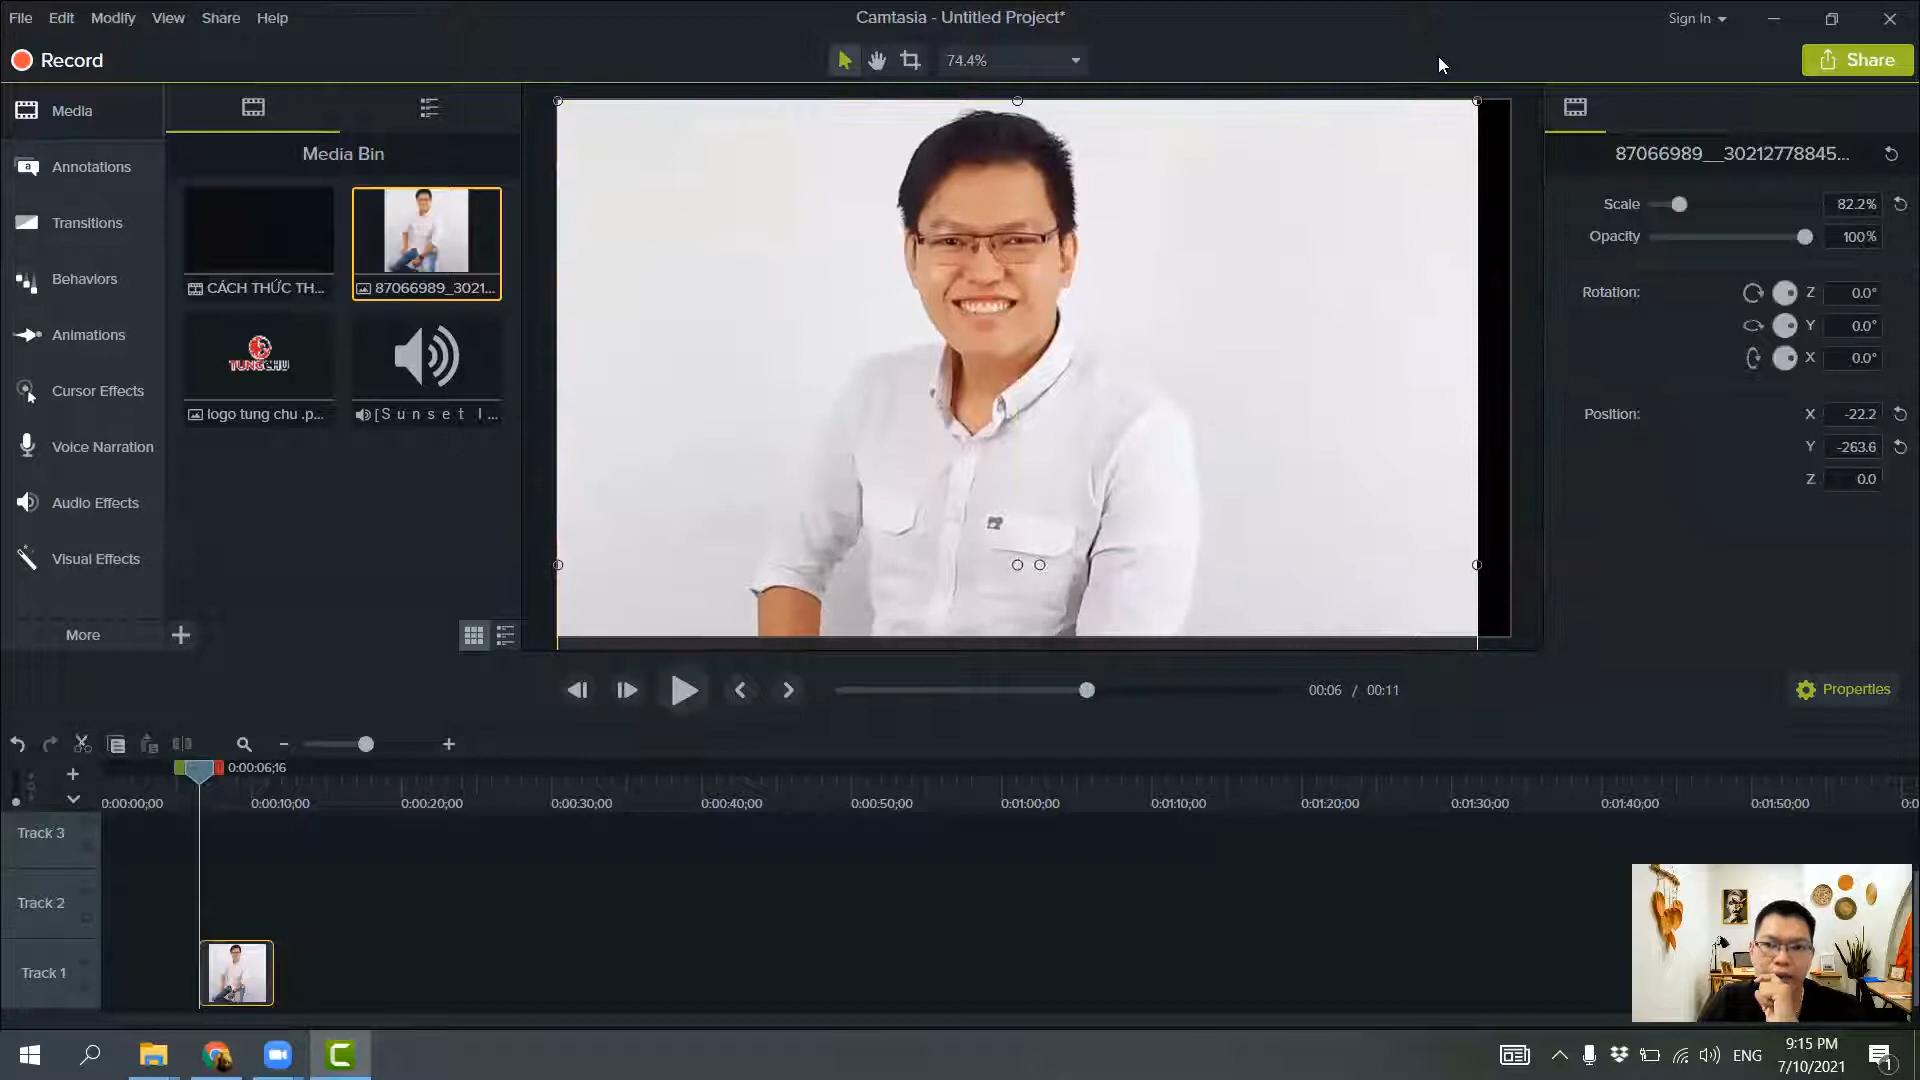 File Edit Modify View Share Help
Camtasia - Untitled Project*
Sign In
Record
74.4%
Share
Media
Media Bin
87066989__30212778845...
Annotations
Transitions
Behaviors
Animations
Cursor Effects
Voice Narration
Audio Effects
Visual Effects
More
CÁCH THỨC TH...
87066989_3021...
TUNGCHU
logo tung chu .p...
[S u n s e t l ...
Scale 82.2%
Opacity 100%
Rotation: Z 0.0°
Y 0.0°
X 0.0°
Position: X -22.2
Y -263.6
Z 0.0
00:06 / 00:11
Properties
0:00:06;16
0:00:00;00 0:00:10;00 0:00:20;00 0:00:30;00 0:00:40;00 0:00:50;00 0:01:00;00 0:01:10;00 0:01:20;00 0:01:30;00 0:01:40;00 0:01:50;00 0:0
Track 3
Track 2
Track 1
ENG
9:15 PM
7/10/2021
1